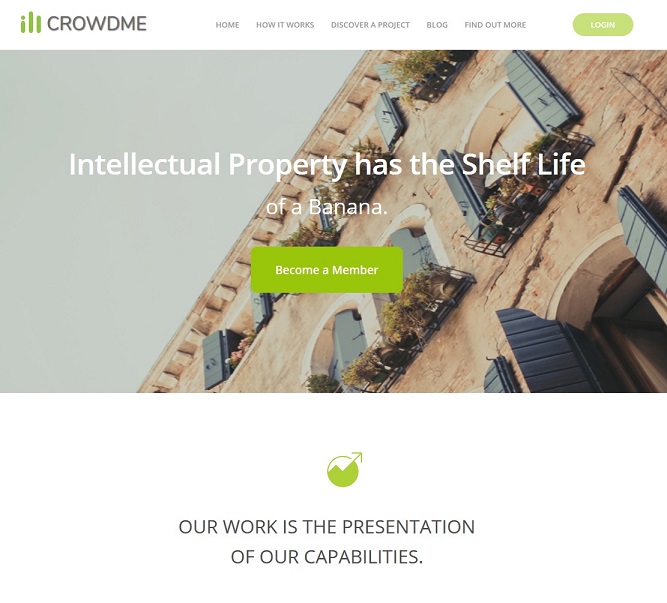 CROWDME
HOME HOW IT WORKS DISCOVER A PROJECT BLOG FIND OUT MORE LOGIN
Intellectual Property has the Shelf Life
of a Banana.
Become a Member
OUR WORK IS THE PRESENTATION
OF OUR CAPABILITIES.